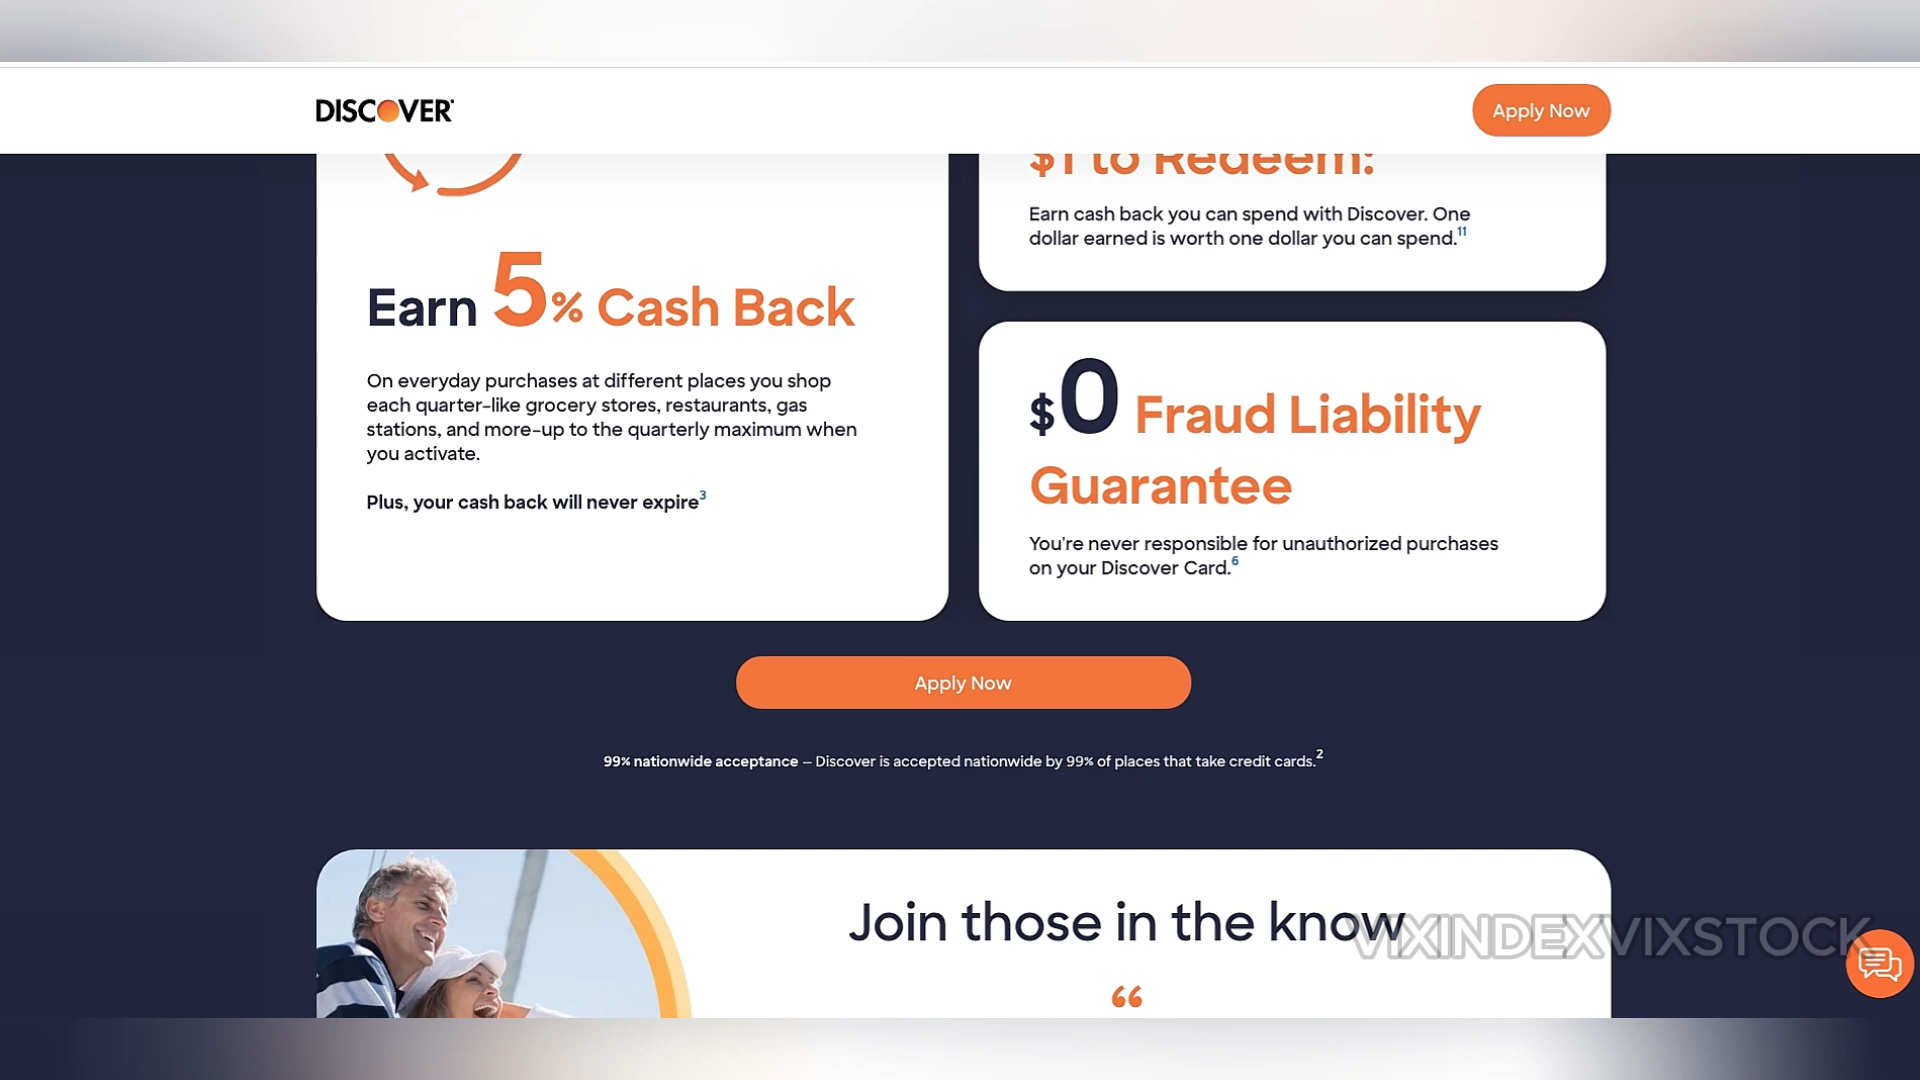 DISCOVER
Apply Now
Earn 5% Cash Back
On everyday purchases at different places you shop
each quarter–like grocery stores, restaurants, gas
stations, and more–up to the quarterly maximum when
you activate.
Plus, your cash back will never expire3
$1 to Redeem:
Earn cash back you can spend with Discover. One
dollar earned is worth one dollar you can spend.11
$0 Fraud Liability
Guarantee
You're never responsible for unauthorized purchases
on your Discover Card.6
Apply Now
99% nationwide acceptance – Discover is accepted nationwide by 99% of places that take credit cards.2
Join those in the know
“
VIXINDEXVIXSTOCK